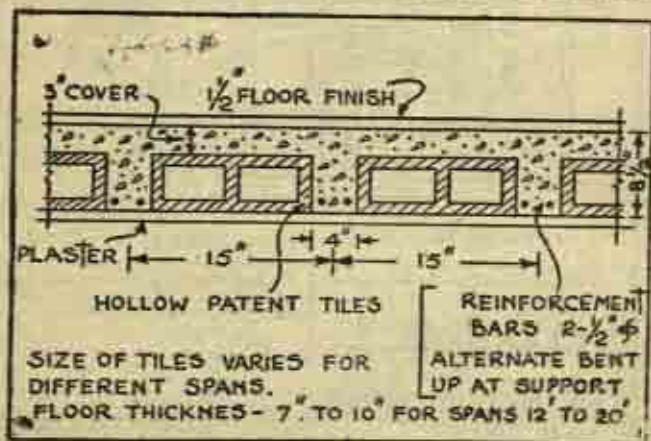 3" COVER
1½" FLOOR FINISH
PLASTER
15"
4"
15"
HOLLOW PATENT TILES
REINFORCEMENT
BARS 2-½" ϕ
ALTERNATE BENT
UP AT SUPPORT
SIZE OF TILES VARIES FOR
DIFFERENT SPANS.
FLOOR THICKNES- 7" TO 10" FOR SPANS 12' TO 20'